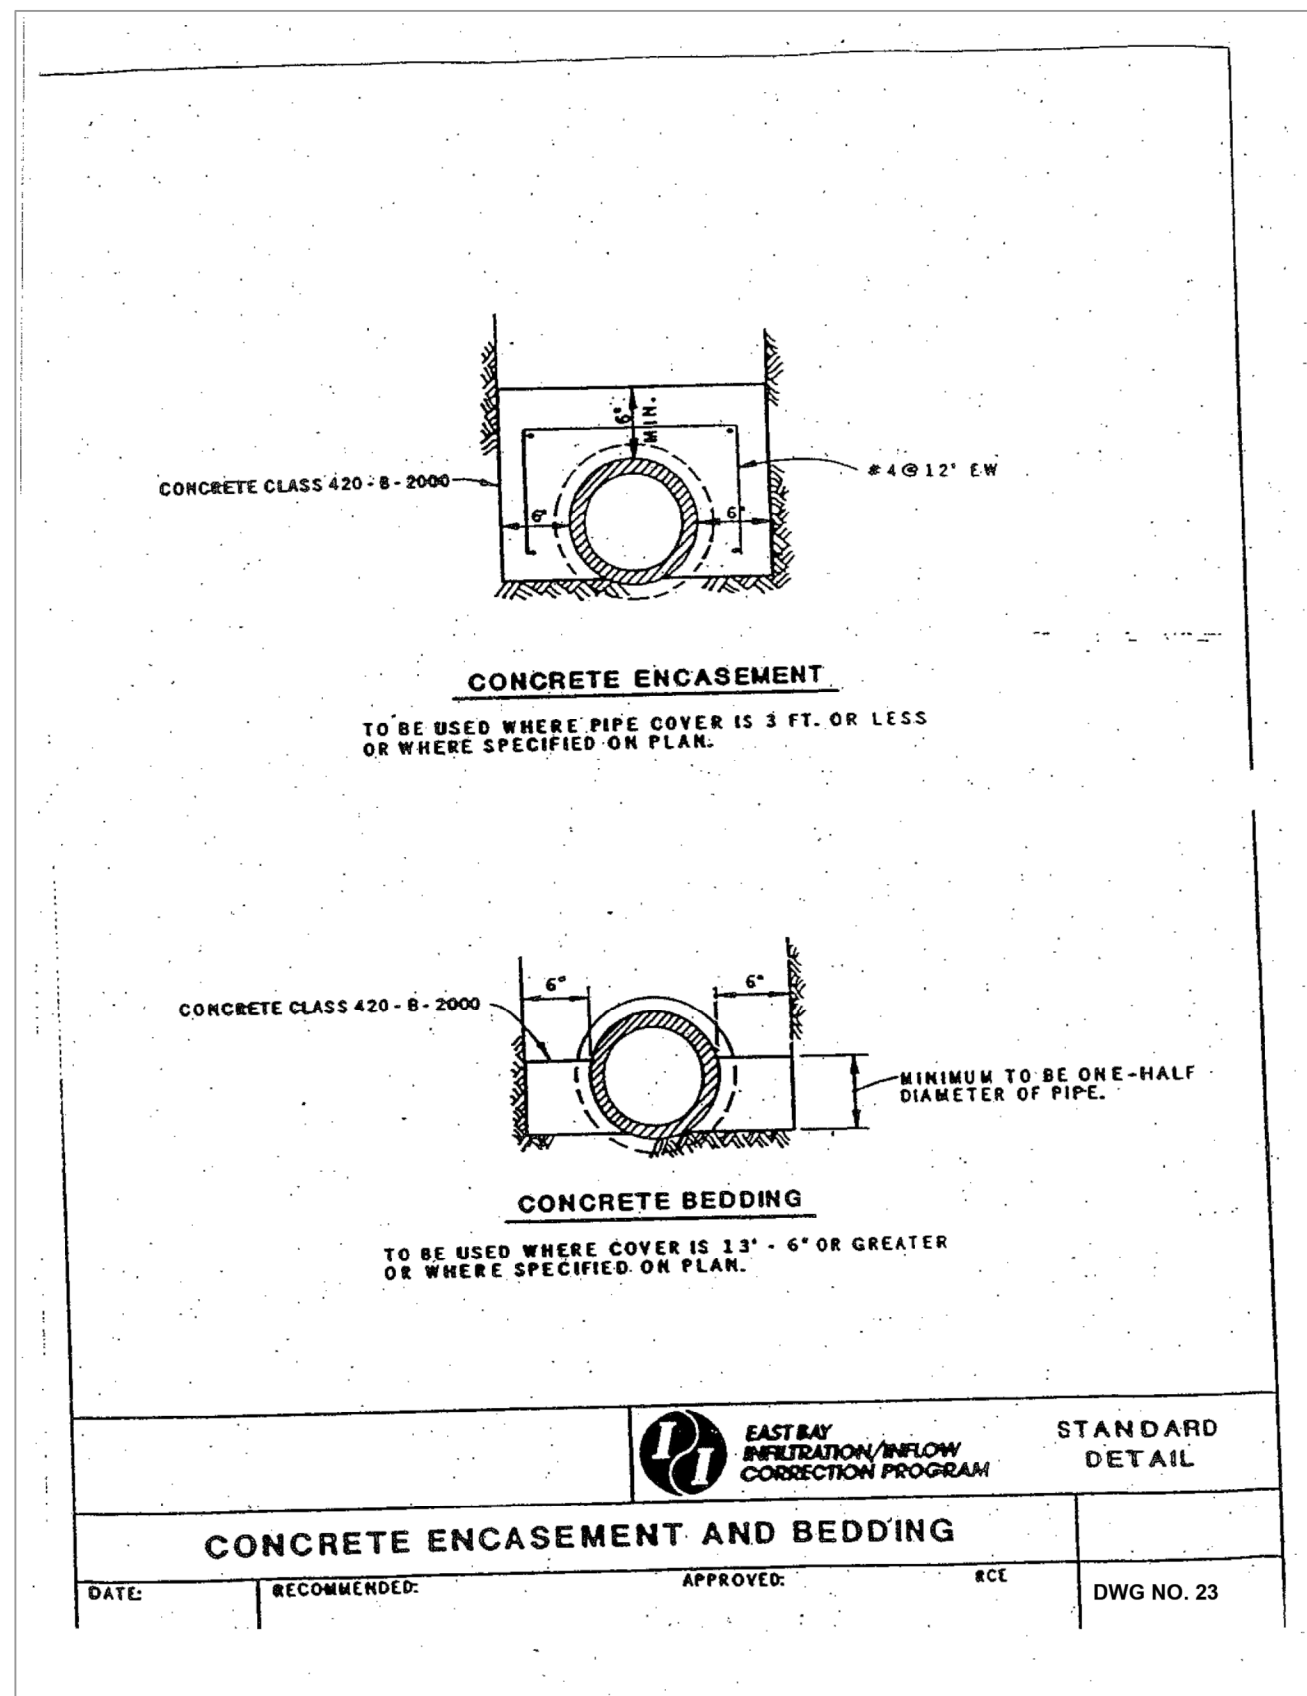 6"
MIN.
CONCRETE CLASS 420-B-2000
#4@12" EW
6"
6"
CONCRETE ENCASEMENT
TO BE USED WHERE PIPE COVER IS 3 FT. OR LESS
OR WHERE SPECIFIED ON PLAN.
6"
6"
CONCRETE CLASS 420-B-2000
MINIMUM TO BE ONE-HALF
DIAMETER OF PIPE.
CONCRETE BEDDING
TO BE USED WHERE COVER IS 13' - 6" OR GREATER
OR WHERE SPECIFIED ON PLAN.
I/I
EAST BAY
INFILTRATION/INFLOW
CORRECTION PROGRAM
STANDARD
DETAIL
CONCRETE ENCASEMENT AND BEDDING
DATE:
RECOMMENDED:
APPROVED:
RCE
DWG NO. 23